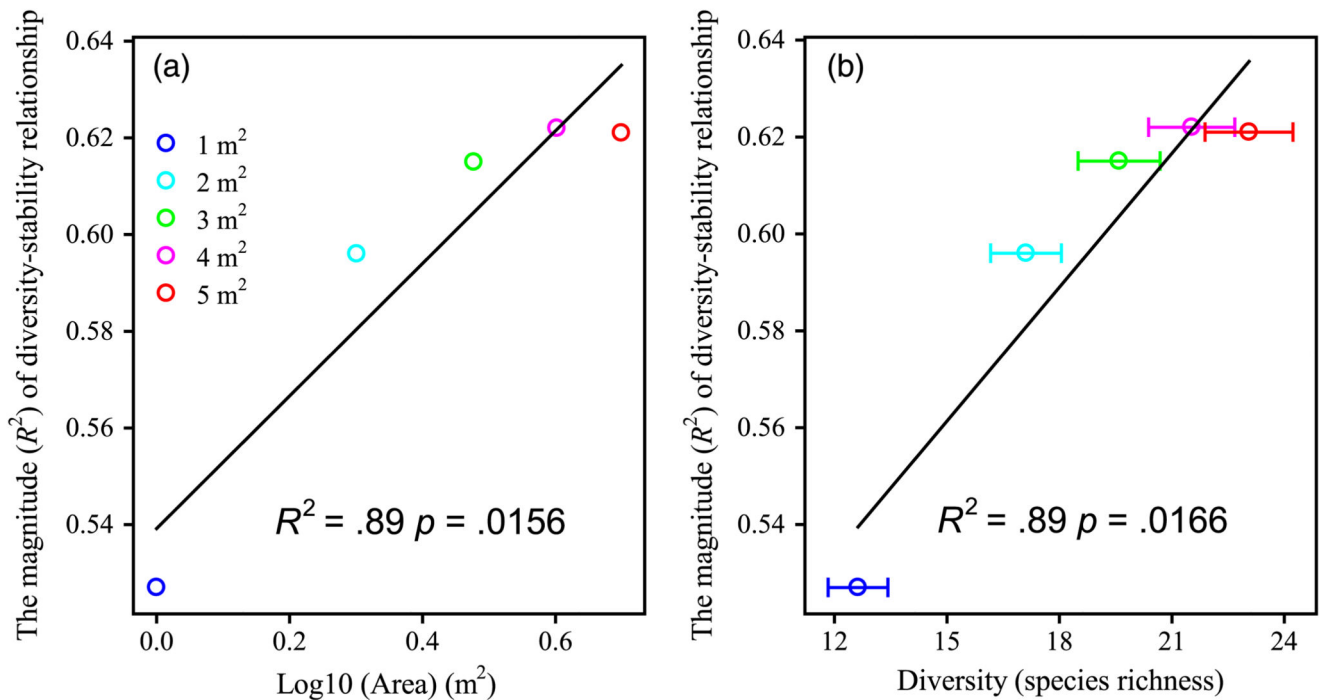 The magnitude (R²) of diversity-stability relationship
0.64
0.62
0.60
0.58
0.56
0.54
(a)
1 m²
2 m²
3 m²
4 m²
5 m²
R² = .89 p = .0156
0.0
0.2
0.4
0.6
Log10 (Area) (m²)
The magnitude (R²) of diversity-stability relationship
0.64
0.62
0.60
0.58
0.56
0.54
(b)
R² = .89 p = .0166
12
15
18
21
24
Diversity (species richness)